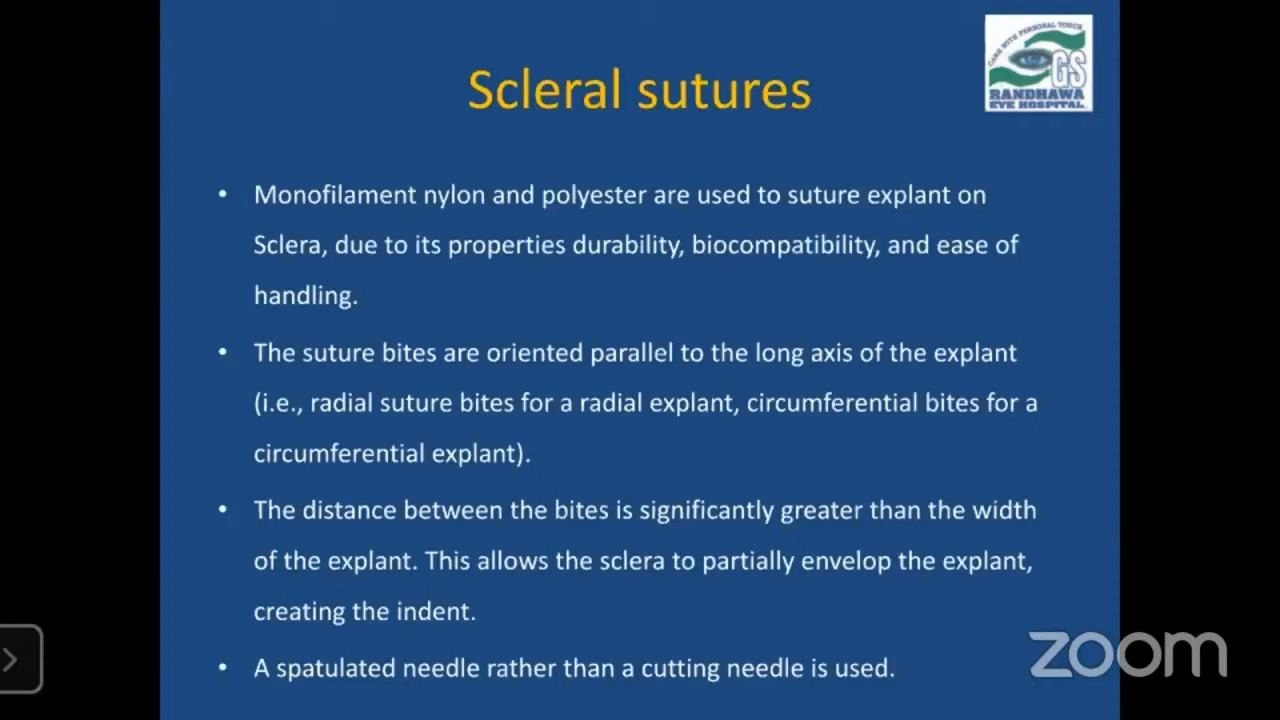 CARE WITH PERSONAL TOUCH
GS
RANDHAWA
EYE HOSPITAL
Scleral sutures
• Monofilament nylon and polyester are used to suture explant on
Sclera, due to its properties durability, biocompatibility, and ease of
handling.
• The suture bites are oriented parallel to the long axis of the explant
(i.e., radial suture bites for a radial explant, circumferential bites for a
circumferential explant).
• The distance between the bites is significantly greater than the width
of the explant. This allows the sclera to partially envelop the explant,
creating the indent.
• A spatulated needle rather than a cutting needle is used.
zoom